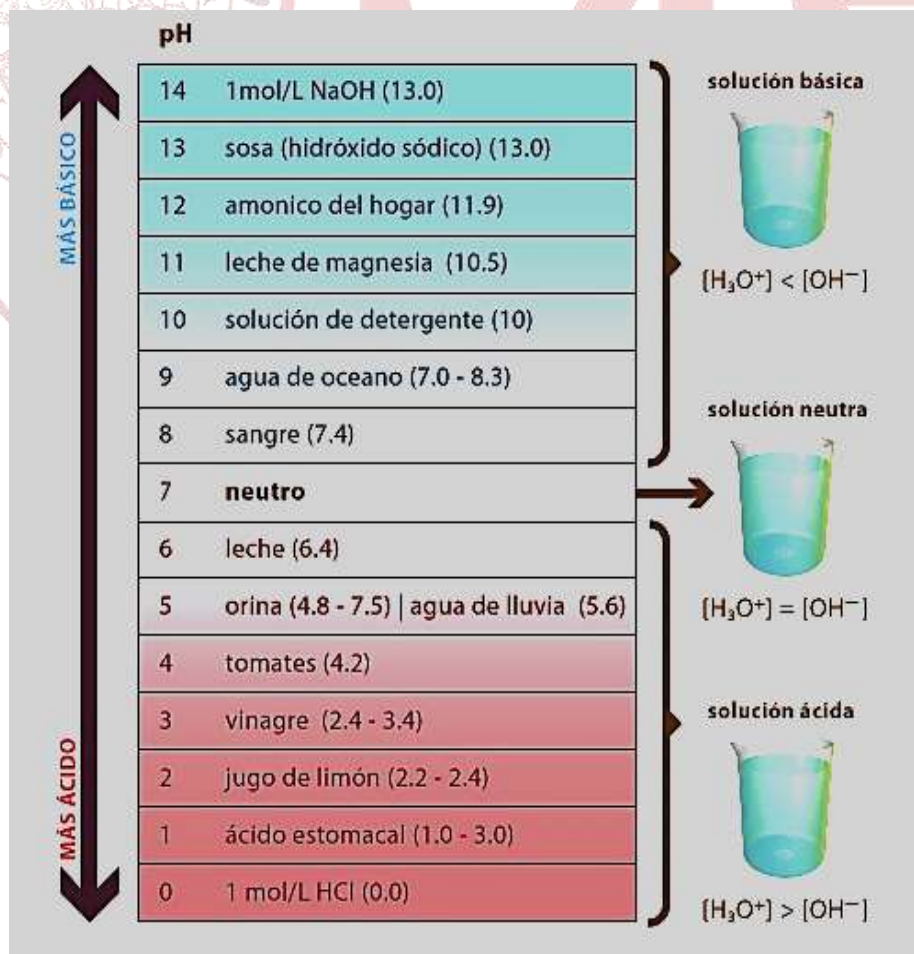 pH
14 1mol/L NaOH (13.0)
13 sosa (hidróxido sódico) (13.0)
12 amonico del hogar (11.9)
11 leche de magnesia (10.5)
10 solución de detergente (10)
9 agua de oceano (7.0 - 8.3)
8 sangre (7.4)
7 neutro
6 leche (6.4)
5 orina (4.8 - 7.5) | agua de lluvia (5.6)
4 tomates (4.2)
3 vinagre (2.4 - 3.4)
2 jugo de limón (2.2 - 2.4)
1 ácido estomacal (1.0 - 3.0)
0 1 mol/L HCl (0.0)
MÁS BÁSICO
MÁS ÁCIDO
solución básica
[H₃O⁺] < [OH⁻]
solución neutra
[H₃O⁺] = [OH⁻]
solución ácida
[H₃O⁺] > [OH⁻]